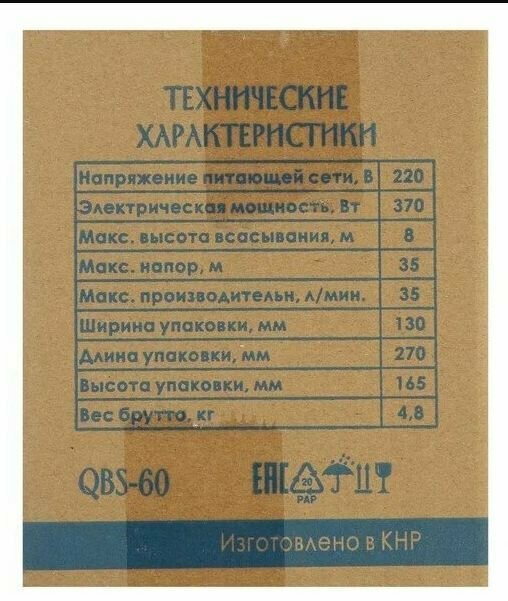 ТЕХНИЧЕСКИЕ
ХАРАКТЕРИСТИКИ
Напряжение питающей сети, В 220
Электрическая мощность, Вт 370
Макс. высота всасывания, м 8
Макс. напор, м 35
Макс. производительн, л/мин. 35
Ширина упаковки, мм 130
Длина упаковки, мм 270
Высота упаковки, мм 165
Вес брутто, кг 4,8
QBS-60 EAC 20
PAP
Изготовлено в КНР